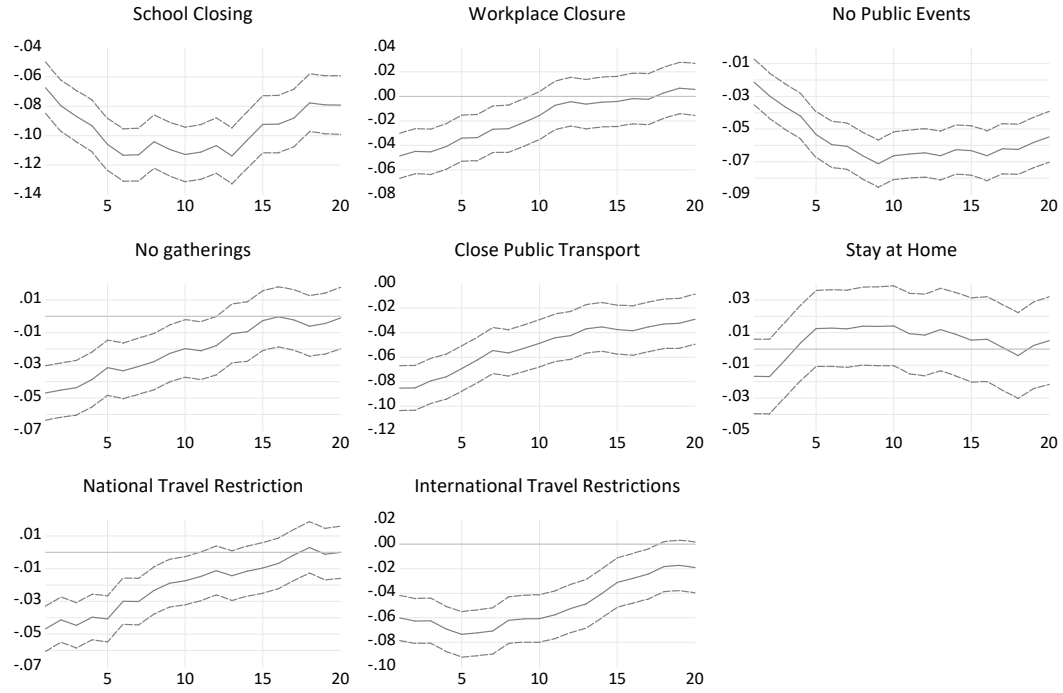 School Closing
-.04
-.06
-.08
-.10
-.12
-.14
5 10 15 20
Workplace Closure
.04
.02
.00
-.02
-.04
-.06
-.08
5 10 15 20
No Public Events
-.01
-.03
-.05
-.07
-.09
5 10 15 20
No gatherings
.01
-.01
-.03
-.05
-.07
5 10 15 20
Close Public Transport
.00
-.02
-.04
-.06
-.08
-.10
-.12
5 10 15 20
Stay at Home
.03
.01
-.01
-.03
-.05
5 10 15 20
National Travel Restriction
.01
-.01
-.03
-.05
-.07
5 10 15 20
International Travel Restrictions
.02
.00
-.02
-.04
-.06
-.08
-.10
5 10 15 20